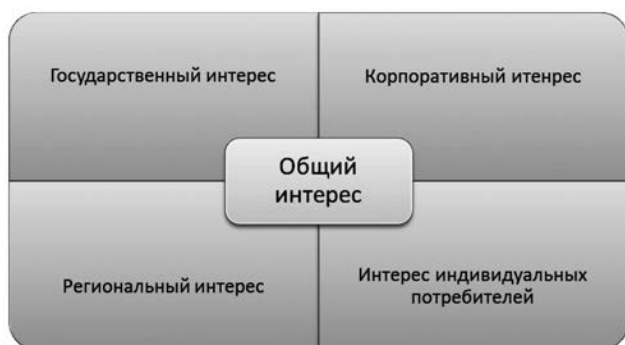 Государственный интерес
Корпоративный итенрес
Общий
интерес
Региональный интерес
Интерес индивидуальных
потребителей